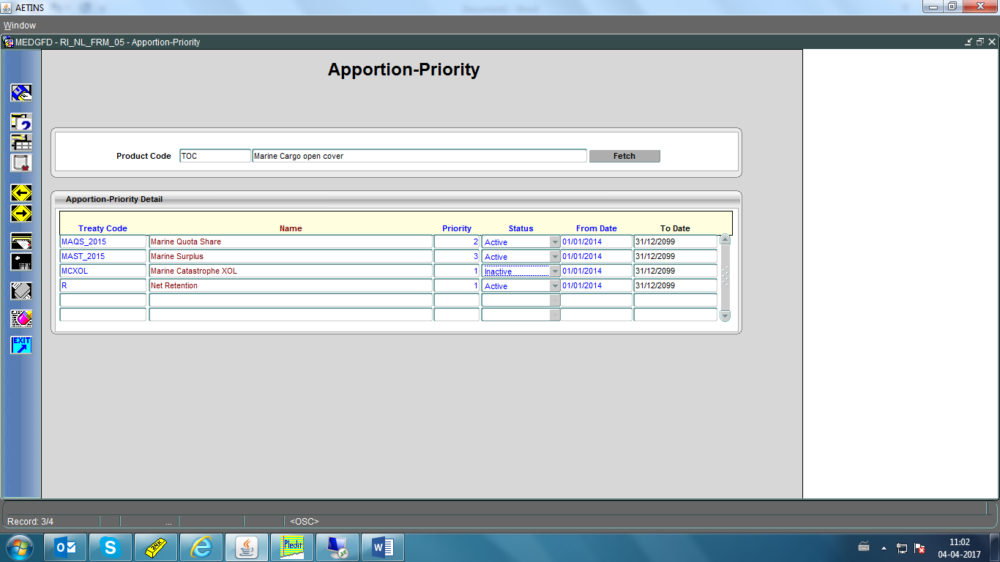 AETINS
Window
MEDGFD - RI_NL_FRM_05 - Apportion-Priority
Apportion-Priority
Product Code TOC Marine Cargo open cover Fetch
Apportion-Priority Detail
Treaty Code Name Priority Status From Date To Date
MAQS_2015 Marine Quota Share 2 Active 01/01/2014 31/12/2099
MAST_2015 Marine Surplus 3 Active 01/01/2014 31/12/2099
MCXOL Marine Catastrophe XOL 1 Inactive 01/01/2014 31/12/2099
R Net Retention 1 Active 01/01/2014 31/12/2099
EXIT
Record: 3/4 ... <OSC>
11:02
04-04-2017